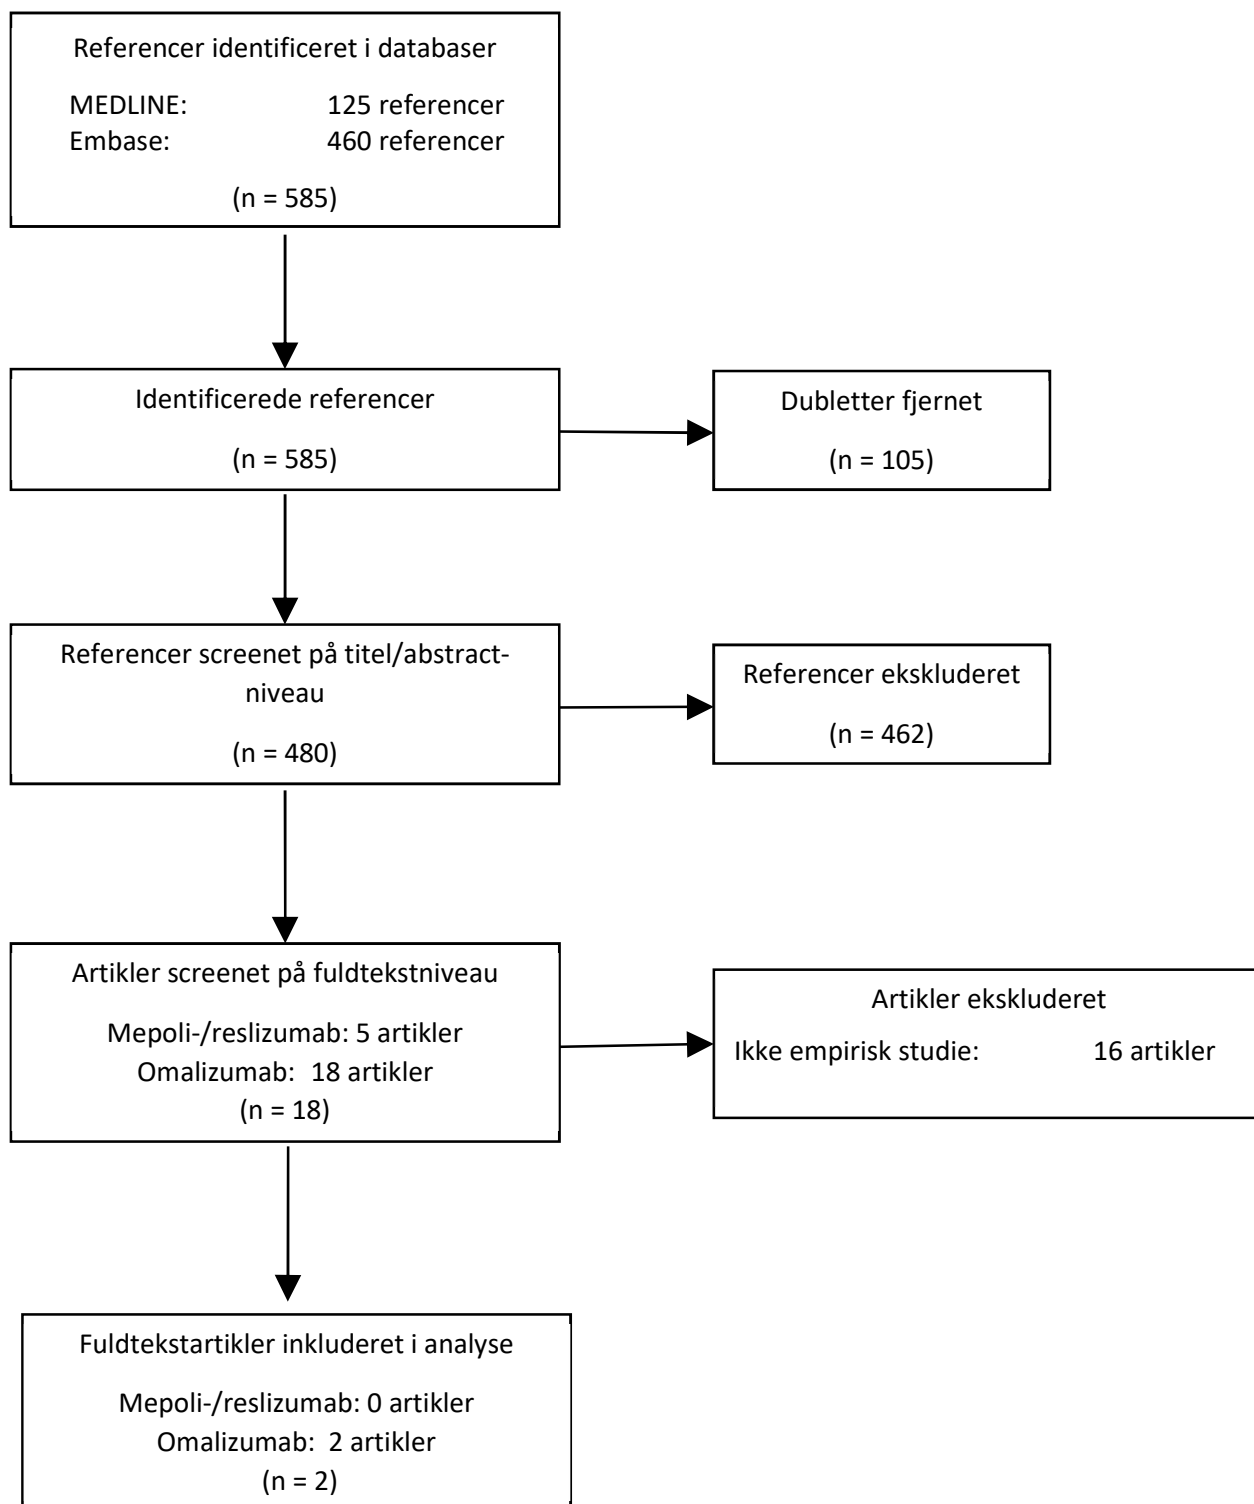 Referencer identificeret i databaser
MEDLINE: 125 referencer
Embase: 460 referencer
(n = 585)
Identificerede referencer
(n = 585)
Dubletter fjernet
(n = 105)
Referencer screenet på titel/abstract-
niveau
(n = 480)
Referencer ekskluderet
(n = 462)
Artikler screenet på fuldtekstniveau
Mepoli-/reslizumab: 5 artikler
Omalizumab: 18 artikler
(n = 18)
Artikler ekskluderet
Ikke empirisk studie: 16 artikler
Fuldtekstartikler inkluderet i analyse
Mepoli-/reslizumab: 0 artikler
Omalizumab: 2 artikler
(n = 2)